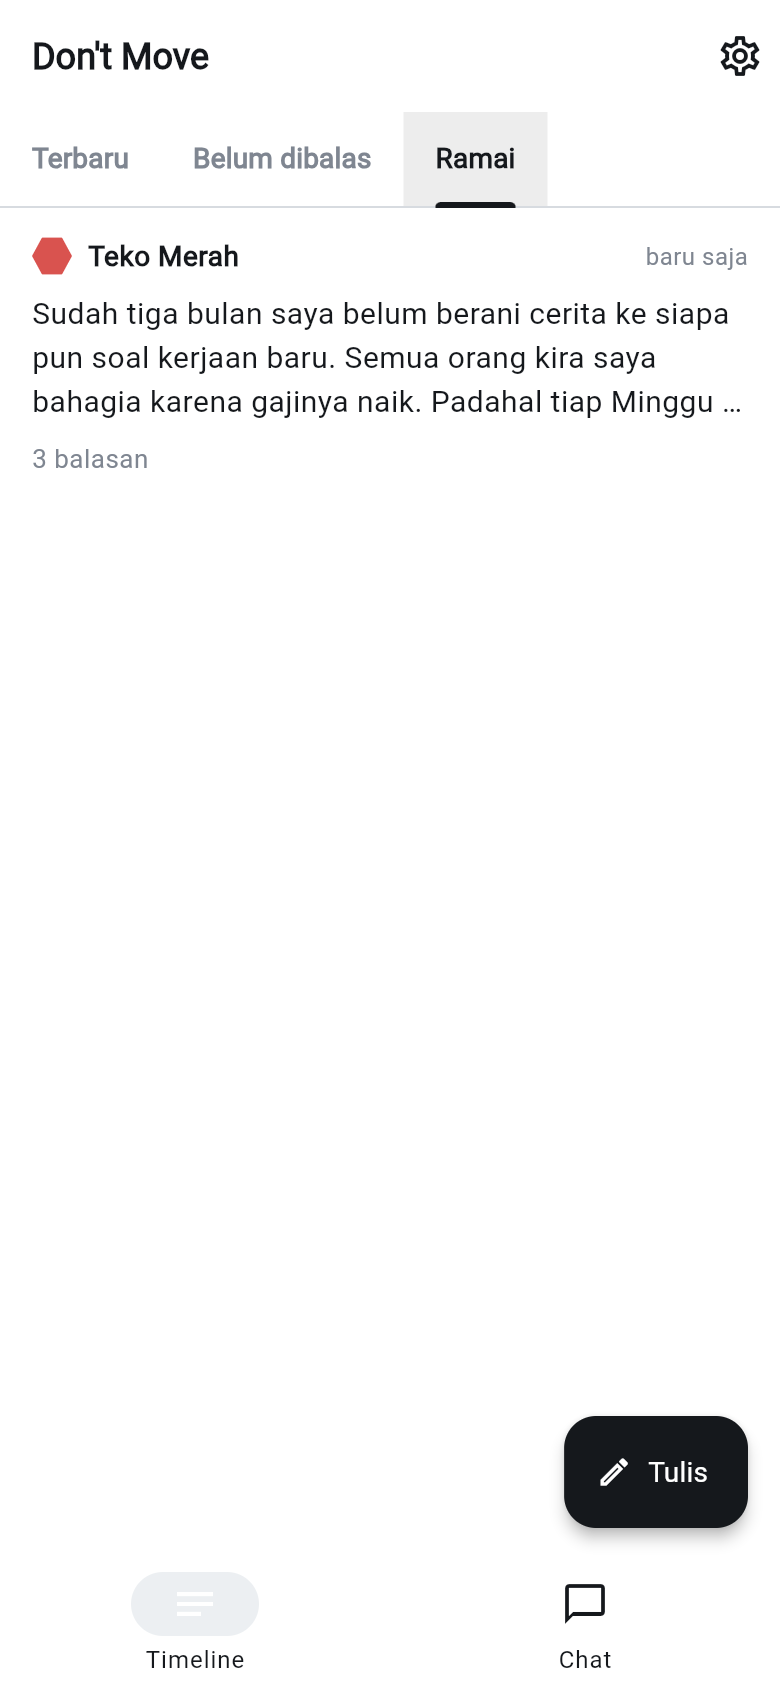 Don't Move
Terbaru
Belum dibalas
Ramai
Teko Merah
baru saja
Sudah tiga bulan saya belum berani cerita ke siapa
pun soal kerjaan baru. Semua orang kira saya
bahagia karena gajinya naik. Padahal tiap Minggu ...
3 balasan
Tulis
Timeline
Chat